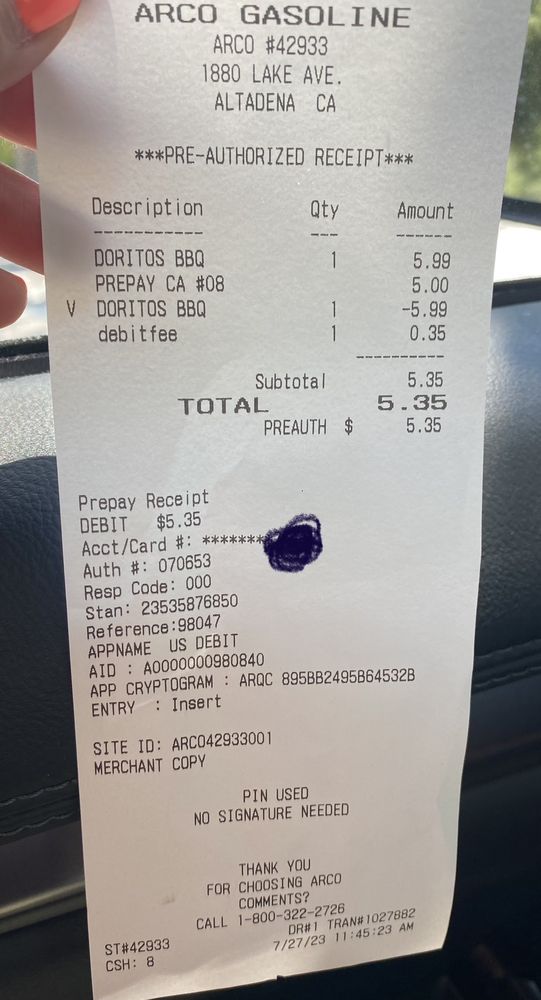 ARCO GASOLINE
ARCO #42933
1880 LAKE AVE.
ALTADENA CA
***PRE-AUTHORIZED RECEIPT***
Description Qty Amount
----------- --- ------
DORITOS BBQ 1 5.99
PREPAY CA #08 5.00
V DORITOS BBQ 1 -5.99
debitfee 1 0.35
----------
Subtotal 5.35
TOTAL 5.35
PREAUTH $ 5.35
Prepay Receipt
DEBIT $5.35
Acct/Card #: *******
Auth #: 070653
Resp Code: 000
Stan: 23535876850
Reference:98047
APPNAME US DEBIT
AID : A0000000980840
APP CRYPTOGRAM : ARQC 895BB2495B64532B
ENTRY : Insert
SITE ID: ARCO42933001
MERCHANT COPY
PIN USED
NO SIGNATURE NEEDED
THANK YOU
FOR CHOOSING ARCO
COMMENTS?
CALL 1-800-322-2726
DR#1 TRAN#1027882
ST#42933 7/27/23 11:45:23 AM
CSH: 8